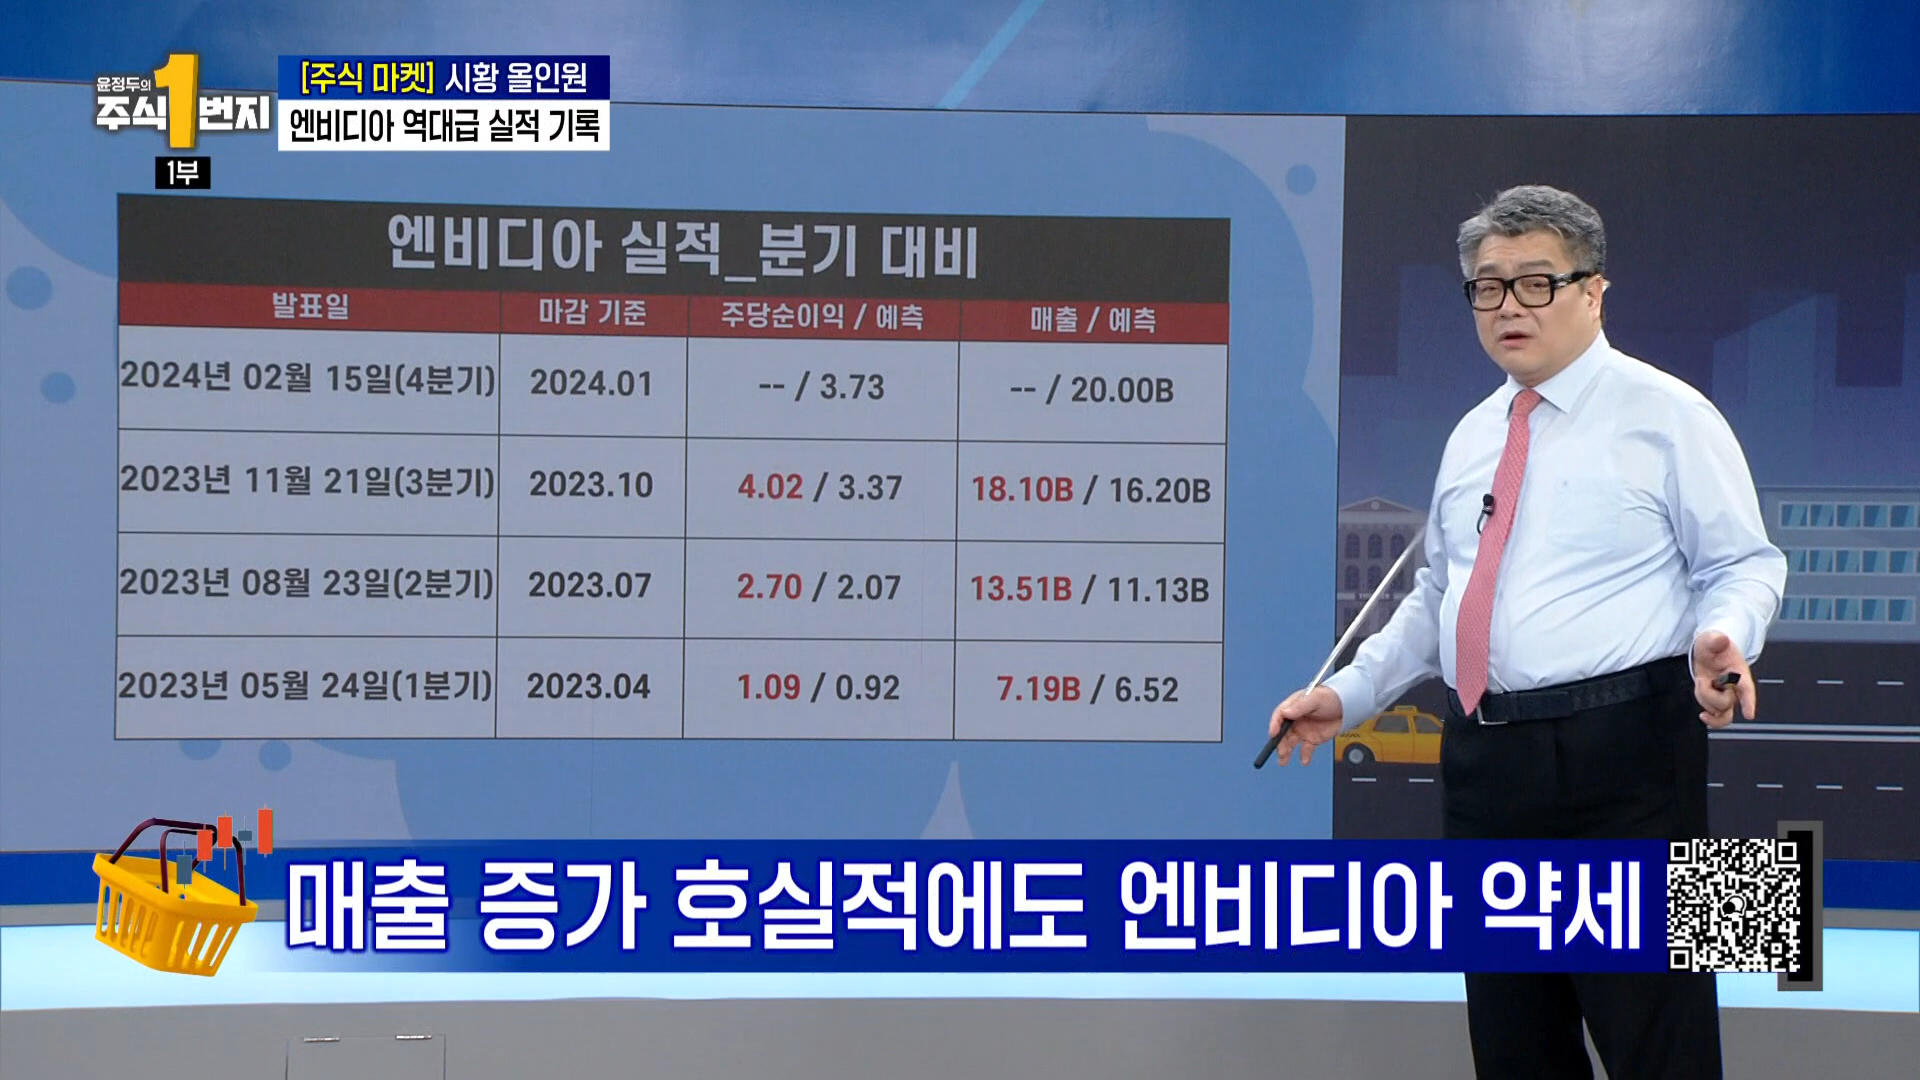 윤정두의
주식1번지
1부
[주식 마켓] 시황 올인원
엔비디아 역대급 실적 기록
엔비디아 실적_분기 대비
발표일 마감 기준 주당순이익 / 예측 매출 / 예측
2024년 02월 15일(4분기) 2024.01 -- / 3.73 -- / 20.00B
2023년 11월 21일(3분기) 2023.10 4.02 / 3.37 18.10B / 16.20B
2023년 08월 23일(2분기) 2023.07 2.70 / 2.07 13.51B / 11.13B
2023년 05월 24일(1분기) 2023.04 1.09 / 0.92 7.19B / 6.52
매출 증가 호실적에도 엔비디아 약세